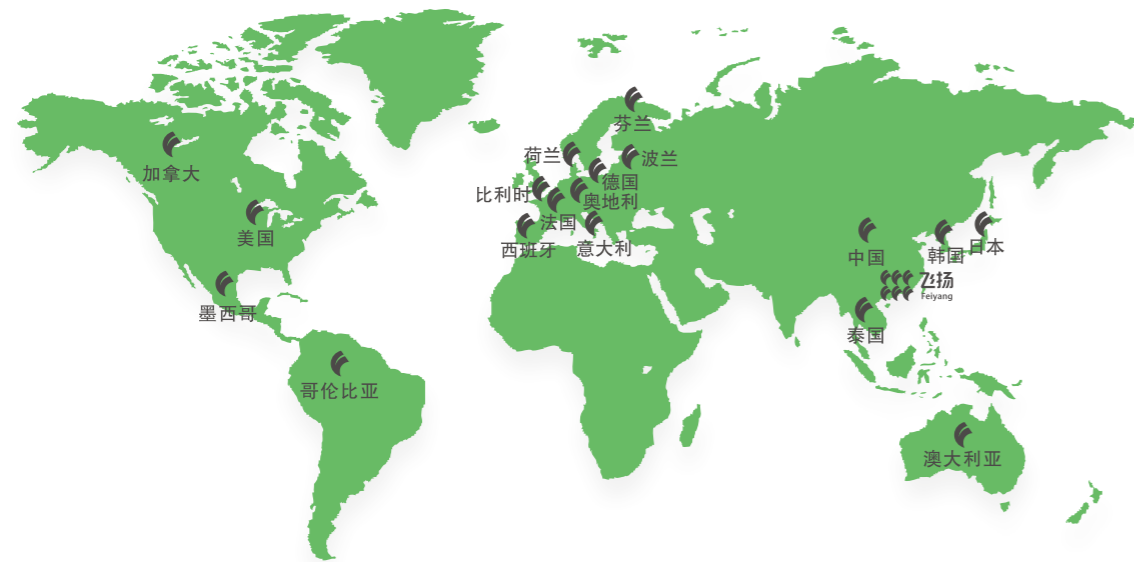 芬兰
荷兰
波兰
加拿大
德国
比利时
奥地利
法国
美国
西班牙
意大利
中国
韩国
日本
飞扬
Feiyang
墨西哥
泰国
哥伦比亚
澳大利亚